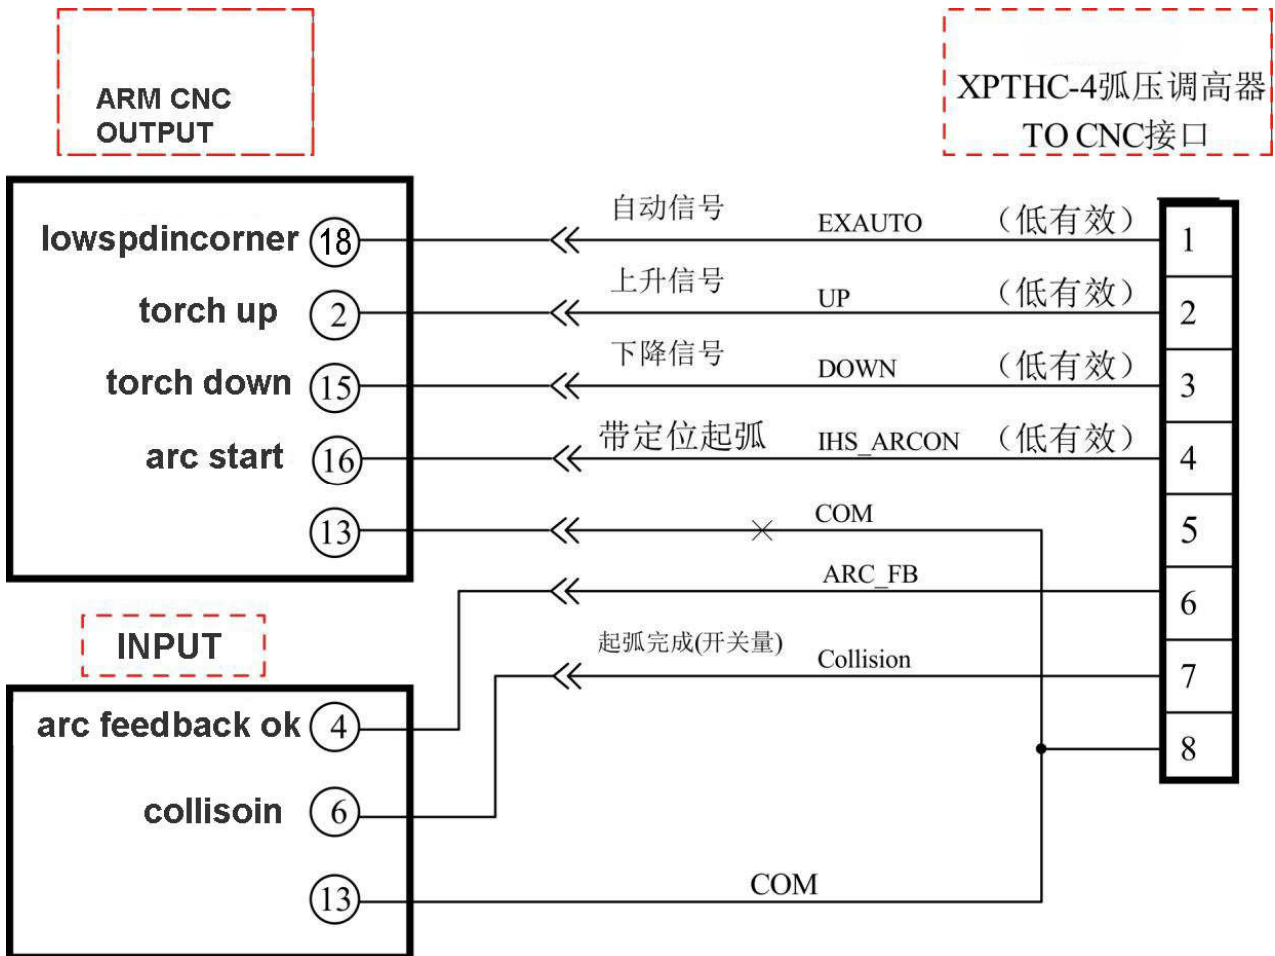 ARM CNC
OUTPUT
XPTHC-4弧压调高器
TO CNC接口
lowspdincorner 18 自动信号 EXAUTO （低有效） 1
torch up 2 上升信号 UP （低有效） 2
torch down 15 下降信号 DOWN （低有效） 3
arc start 16 带定位起弧 IHS_ARCON （低有效） 4
13 COM 5
ARC_FB 6
INPUT
起弧完成(开关量) Collision 7
arc feedback ok 4
8
collisoin 6
13 COM